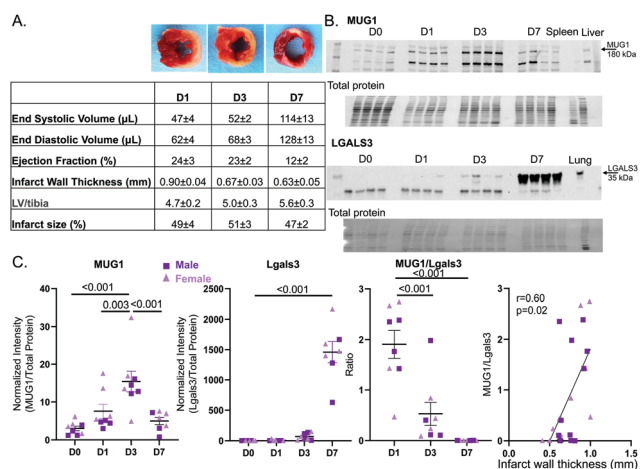 A.
D1 D3 D7
End Systolic Volume (µL) 47±4 52±2 114±13
End Diastolic Volume (µL) 62±4 68±3 128±13
Ejection Fraction (%) 24±3 23±2 12±2
Infarct Wall Thickness (mm) 0.90±0.04 0.67±0.03 0.63±0.05
LV/tibia 4.7±0.2 5.0±0.3 5.6±0.3
Infarct size (%) 49±4 51±3 47±2
B.
MUG1
D0 D1 D3 D7 Spleen Liver
MUG1
180 kDa
Total protein
LGALS3
D0 D1 D3 D7 Lung
LGALS3
35 kDa
Total protein
C.
MUG1
Male
Female
<0.001
0.003 <0.001
Normalized Intensity
(MUG1/Total Protein)
40
30
20
10
0
D0 D1 D3 D7
Lgals3
<0.001
Normalized Intensity
(Lgals3/Total Protein)
2500
2000
1500
1000
500
0
D0 D1 D3 D7
MUG1/Lgals3
<0.001
<0.001
Ratio
4
3
2
1
0
D1 D3 D7
r=0.60
p=0.02
MUG1/Lgals3
3
2
1
0
0.0 0.5 1.0 1.5
Infarct wall thickness (mm)